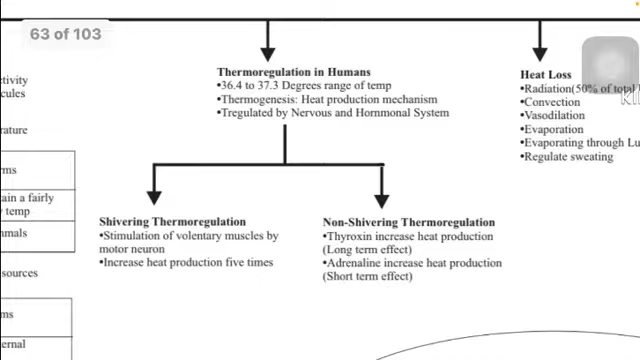 63 of 103
Thermoregulation in Humans
•36.4 to 37.3 Degrees range of temp
•Thermogenesis: Heat production mechanism
•Tregulated by Nervous and Hornmonal System
Heat Loss
•Radiation(50% of total
•Convection
•Vasodilation
•Evaporation
•Evaporating through Lu
•Regulate sweating
ctivity
cules
rature
rms
tain a fairly
y temp
mmals
sources
ms
ernal
Shivering Thermoregulation
•Stimulation of volentary muscles by
motor neuron
•Increase heat production five times
Non-Shivering Thermoregulation
•Thyroxin increase heat production
(Long term effect)
•Adrenaline increase heat production
(Short term effect)